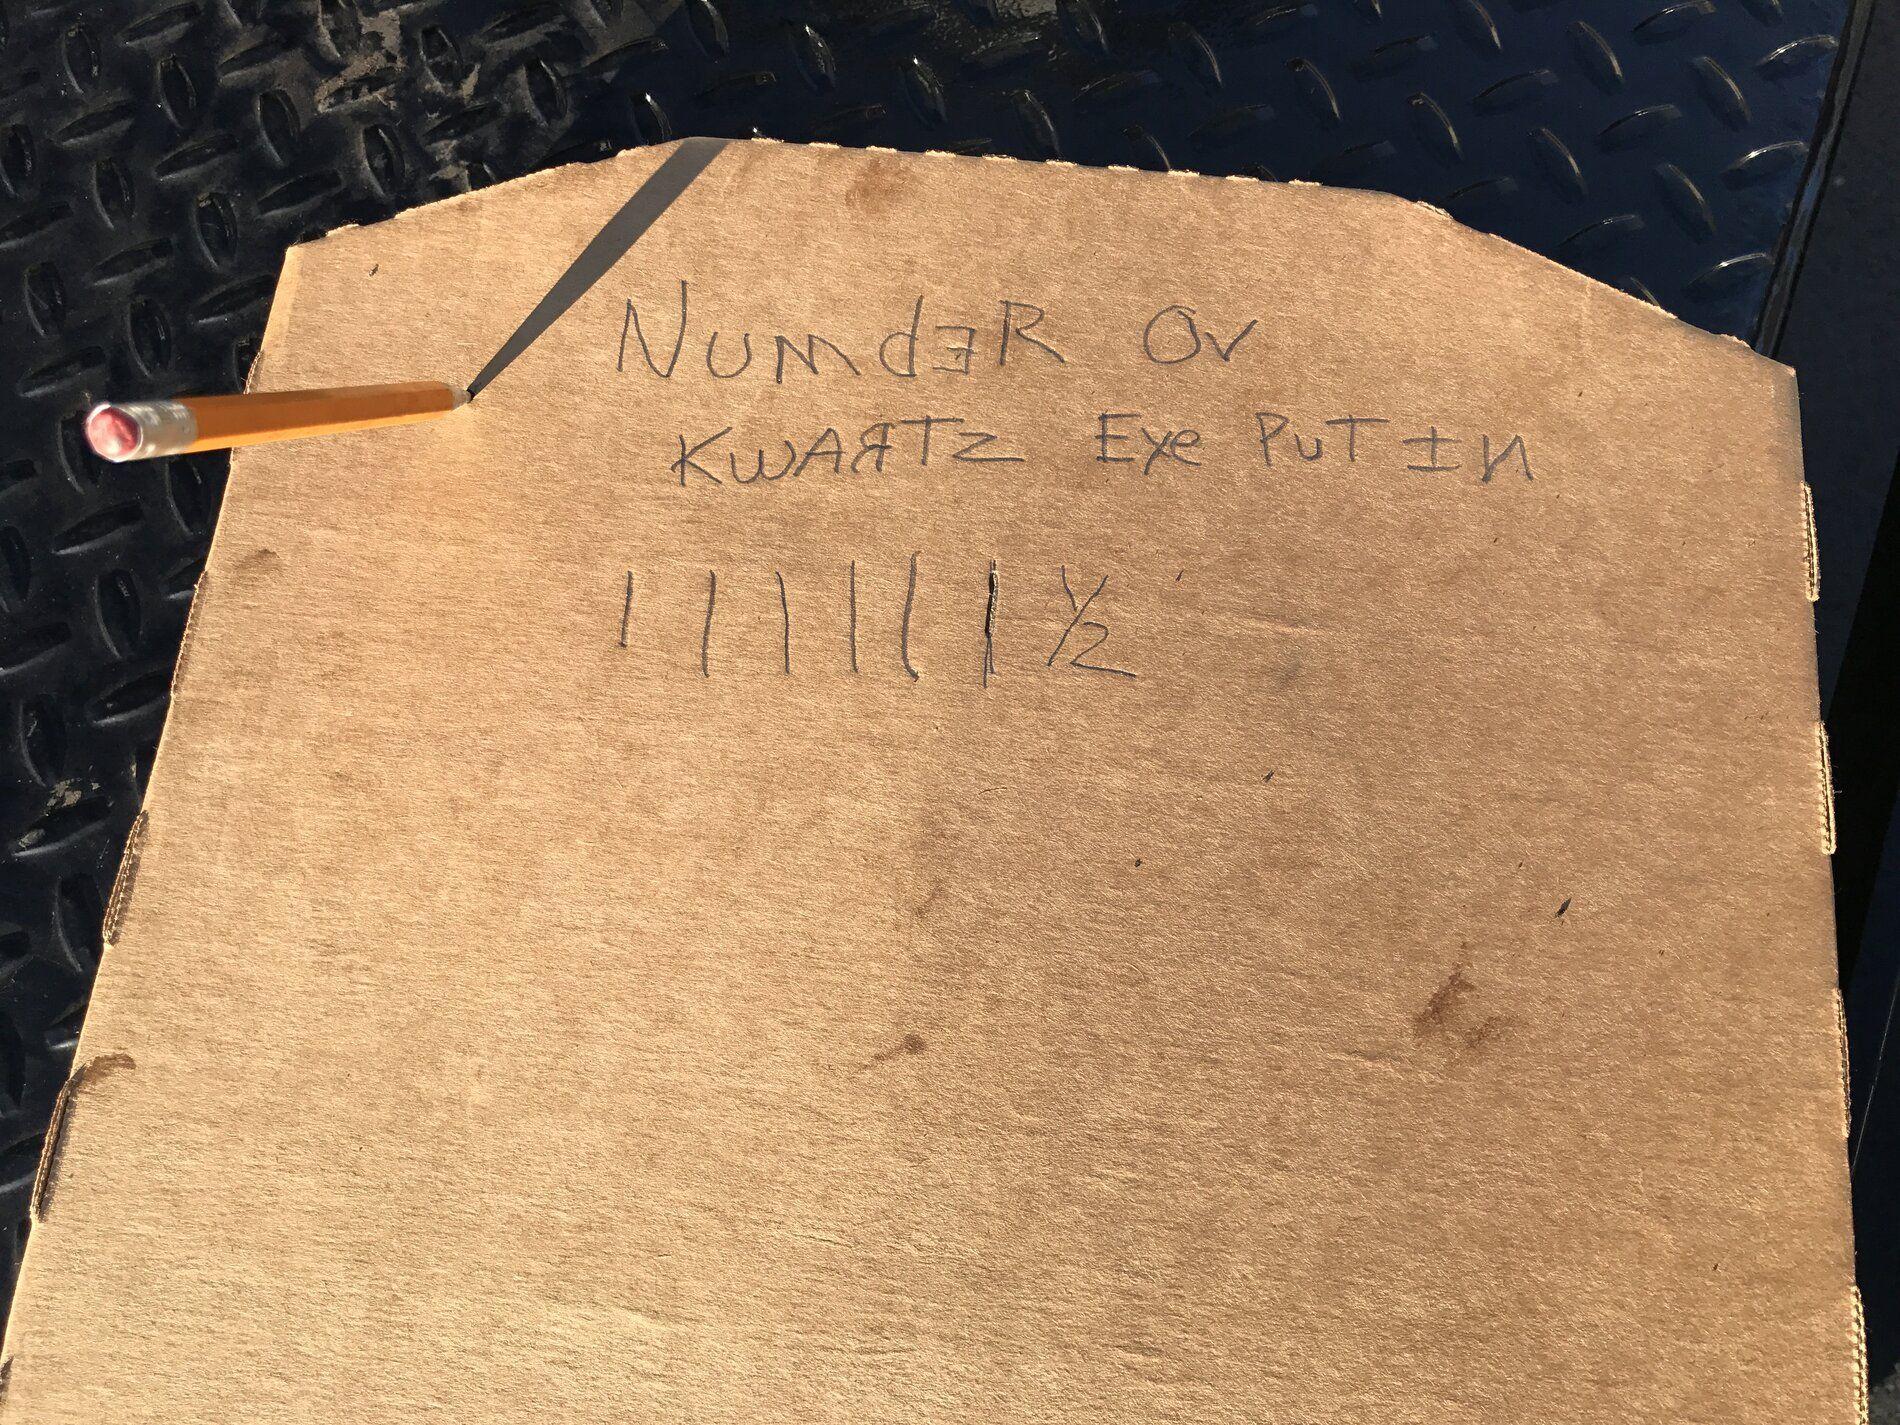 NUMdER OV
KWARTZ EYe PuT IN
| | | | | | ½